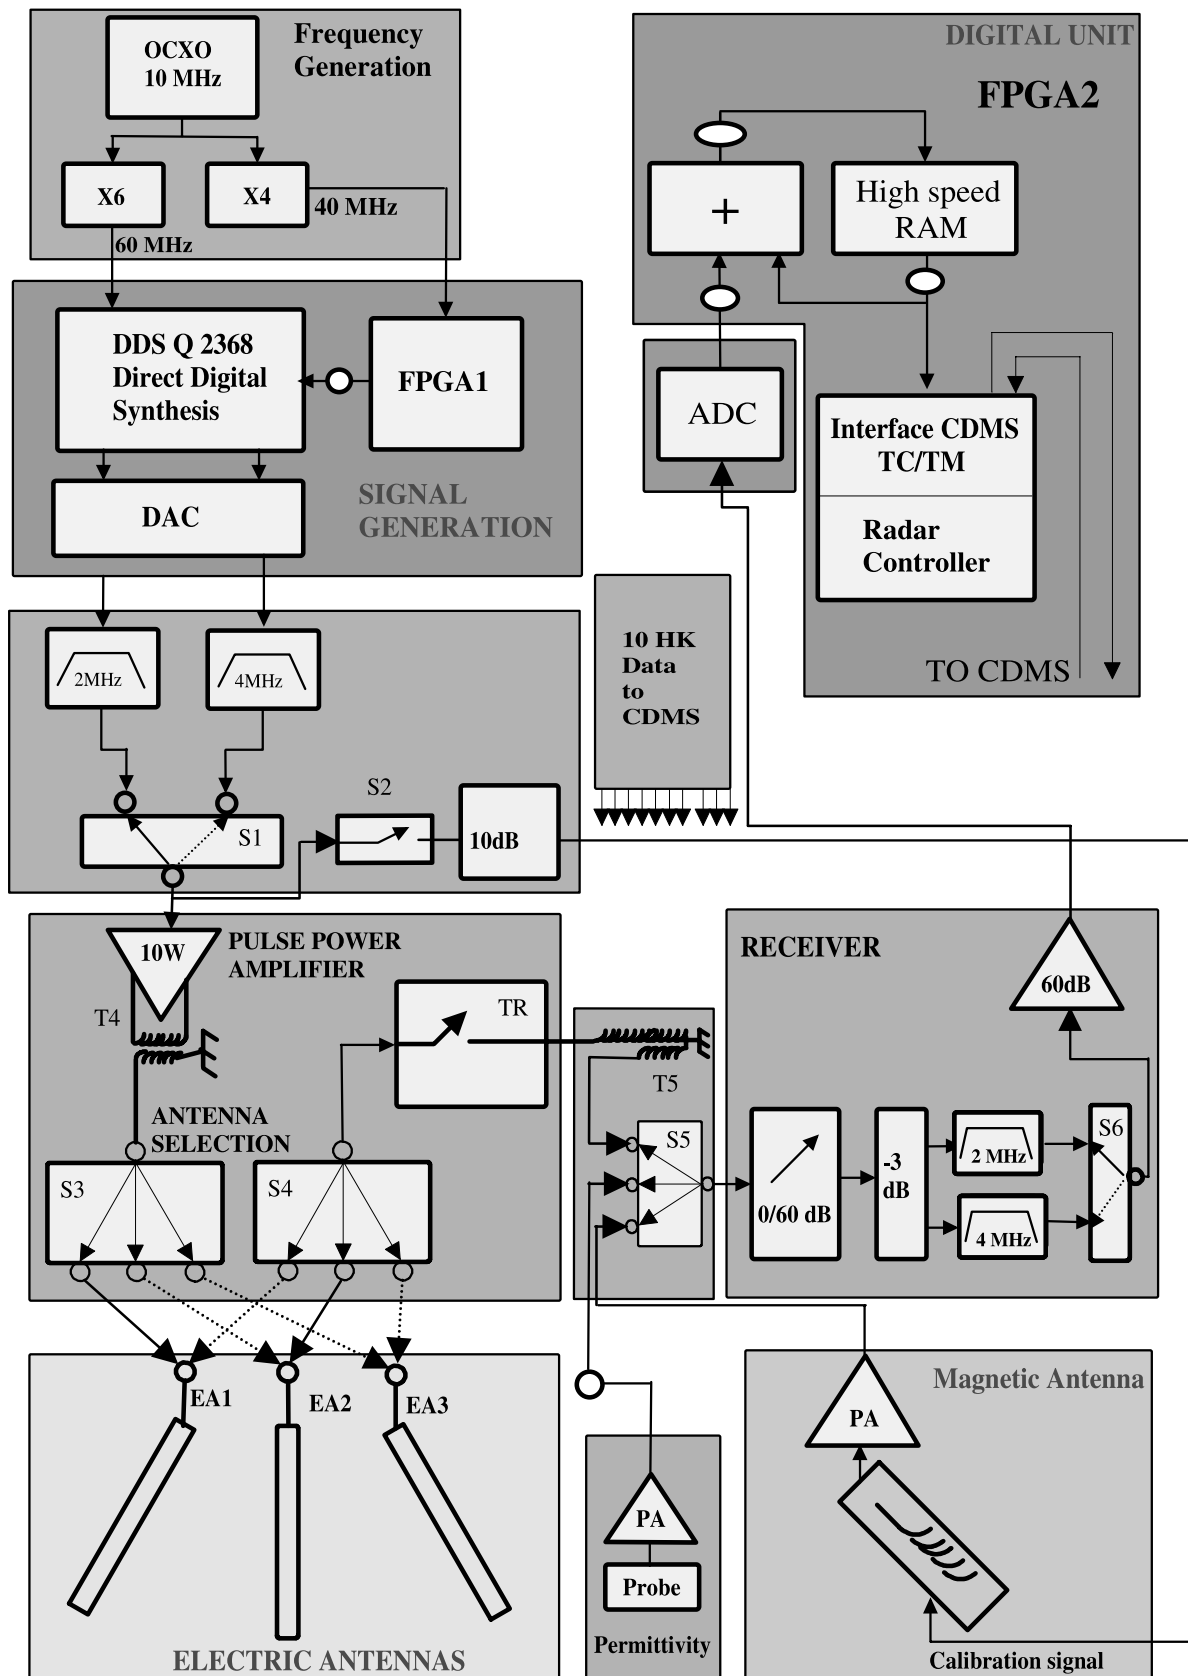 OCXO
10 MHz
Frequency
Generation
X6
X4
40 MHz
60 MHz
DDS Q 2368
Direct Digital
Synthesis
FPGA1
DAC
SIGNAL
GENERATION
2MHz
4MHz
S1
S2
10dB
10 HK
Data
to
CDMS
DIGITAL UNIT
FPGA2
+
High speed
RAM
ADC
Interface CDMS
TC/TM
Radar
Controller
TO CDMS
10W
PULSE POWER
AMPLIFIER
T4
TR
ANTENNA
SELECTION
S3
S4
T5
S5
RECEIVER
60dB
0/60 dB
-3
dB
2 MHz
4 MHz
S6
EA1
EA2
EA3
ELECTRIC ANTENNAS
PA
Probe
Permittivity
Magnetic Antenna
PA
Calibration signal